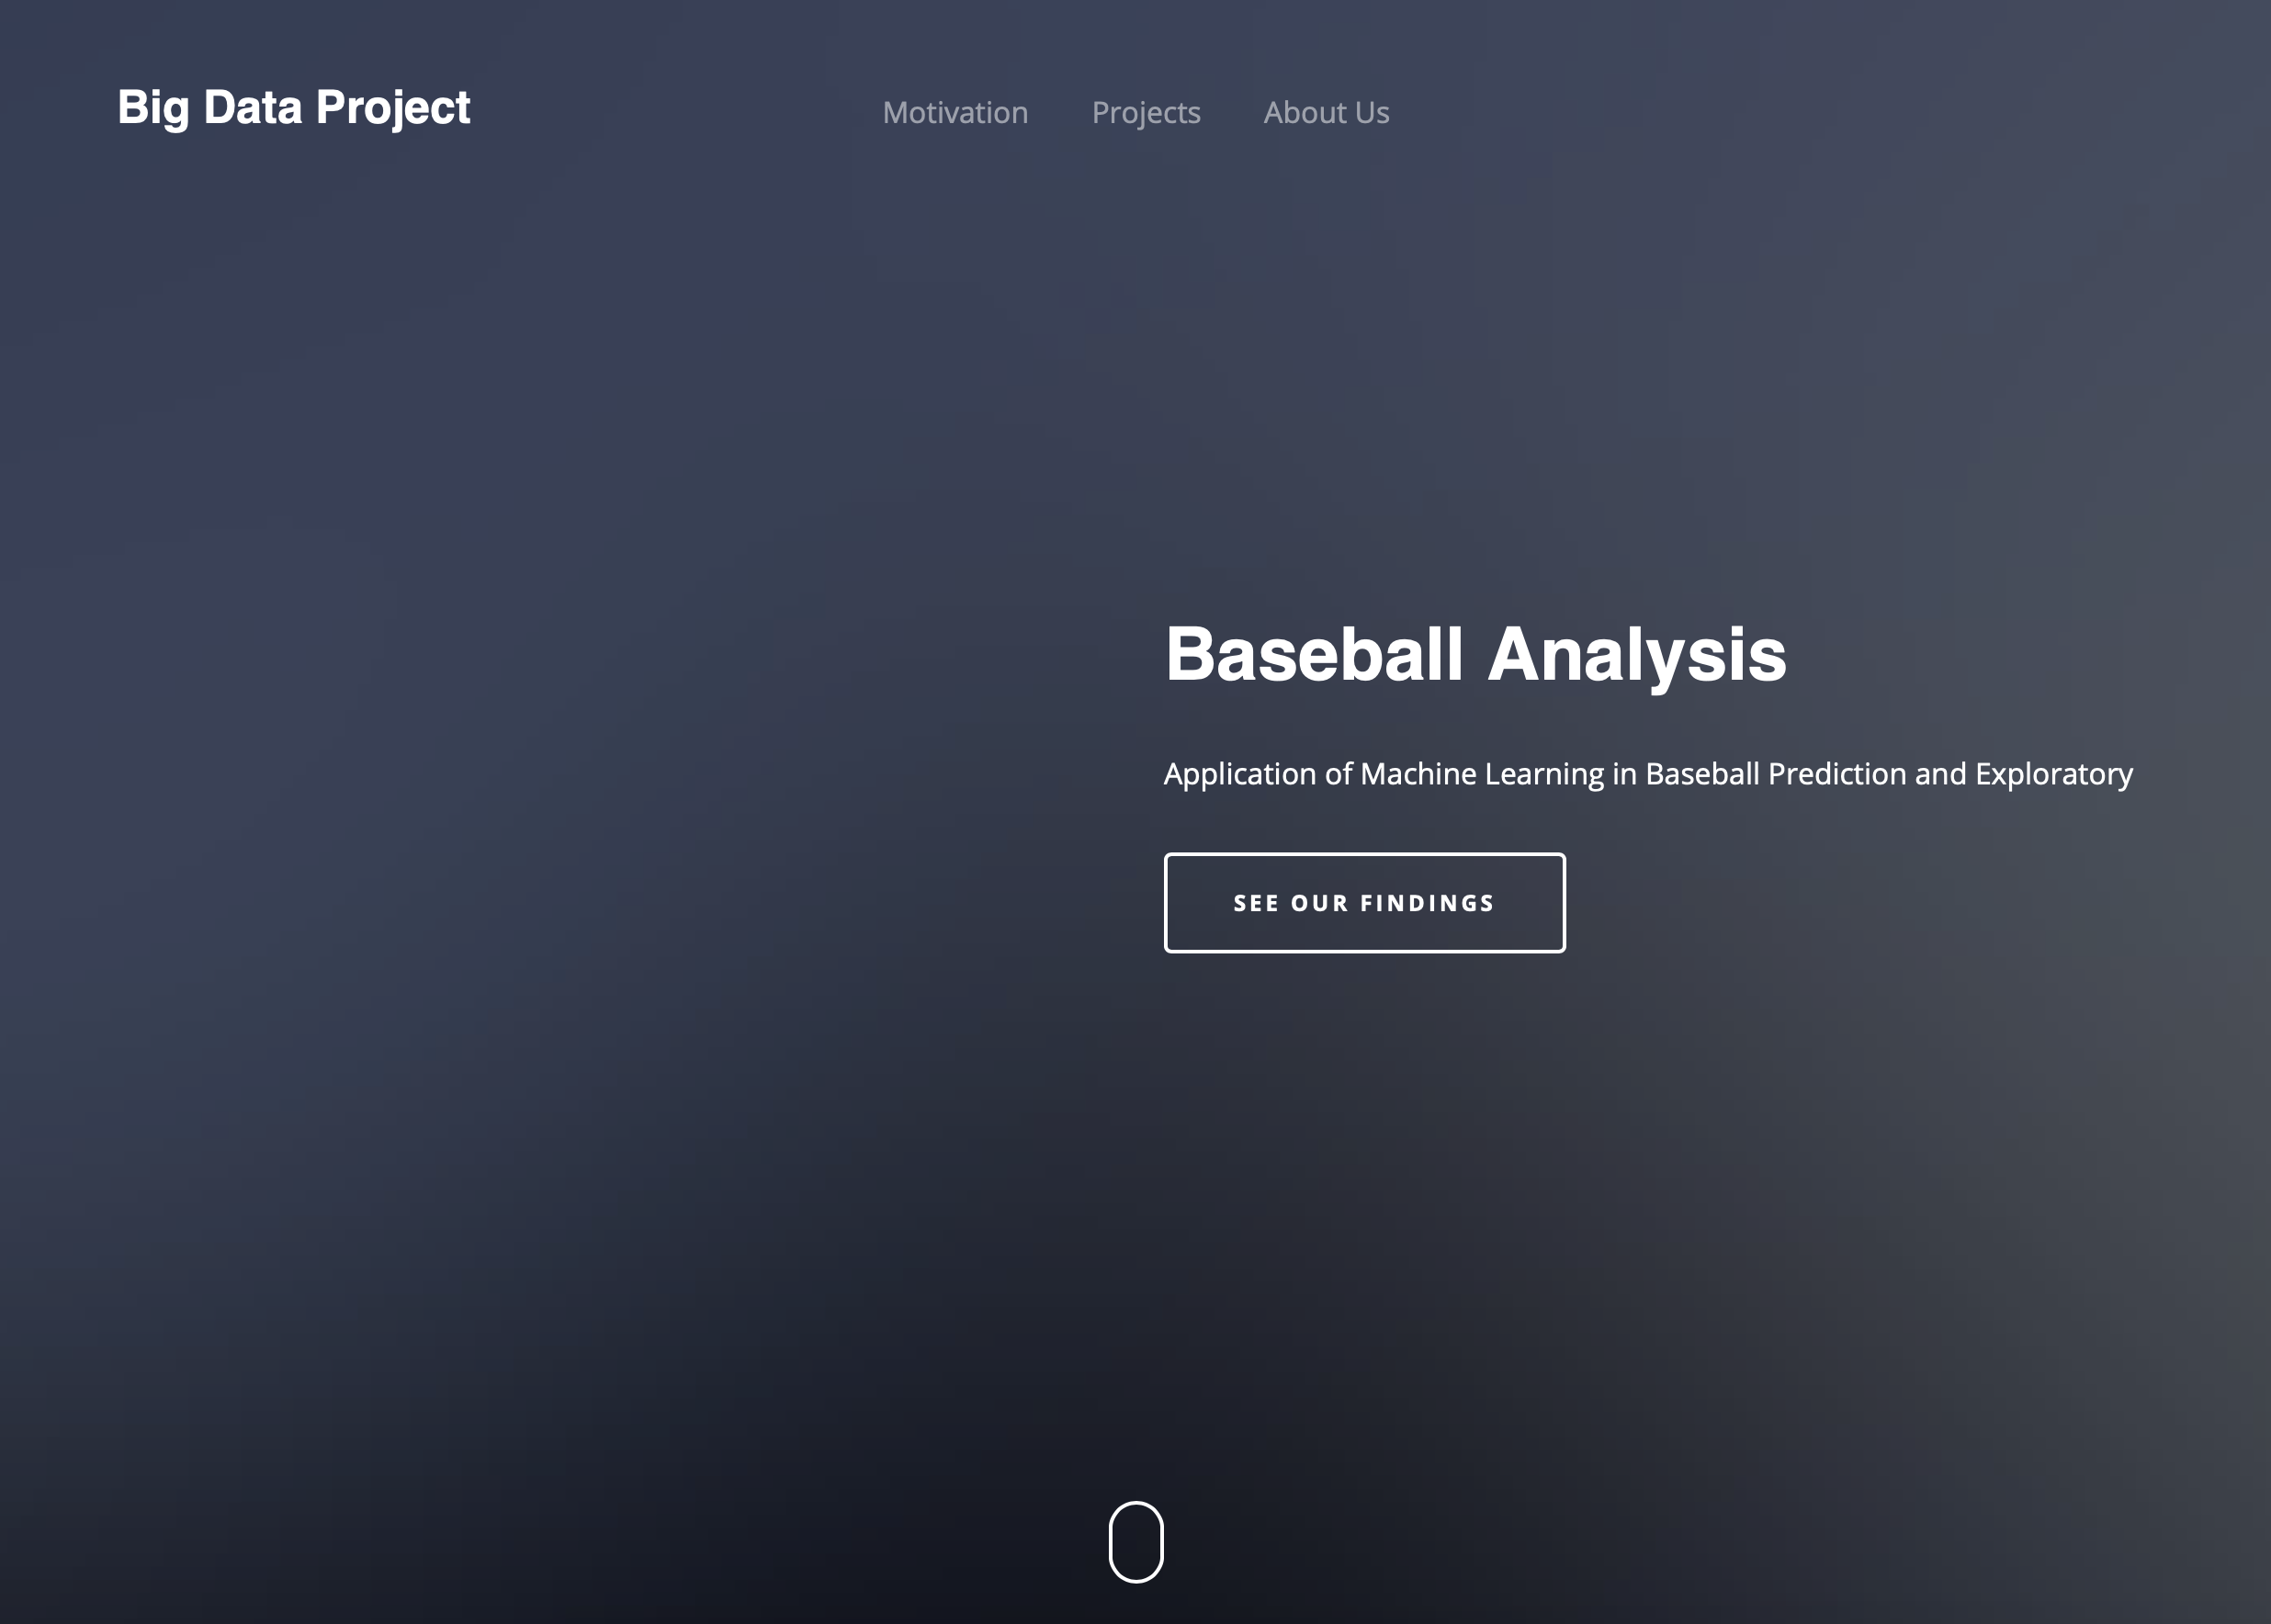 Big Data Project
Motivation Projects About Us
Baseball Analysis
Application of Machine Learning in Baseball Prediction and Exploratory
SEE OUR FINDINGS